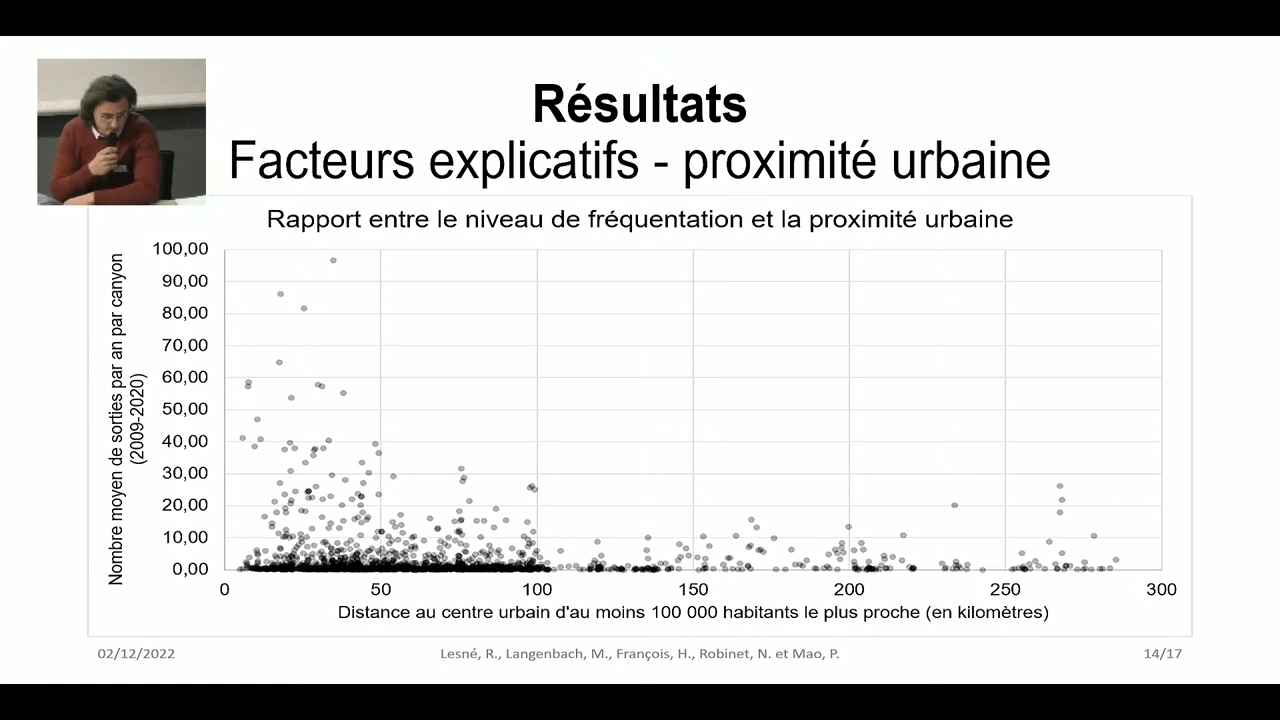 Résultats
Facteurs explicatifs - proximité urbaine
Rapport entre le niveau de fréquentation et la proximité urbaine
Nombre moyen de sorties par an par canyon
(2009-2020)
100,00
90,00
80,00
70,00
60,00
50,00
40,00
30,00
20,00
10,00
0,00
0 50 100 150 200 250 300
Distance au centre urbain d'au moins 100 000 habitants le plus proche (en kilomètres)
02/12/2022 Lesné, R., Langenbach, M., François, H., Robinet, N. et Mao, P. 14/17